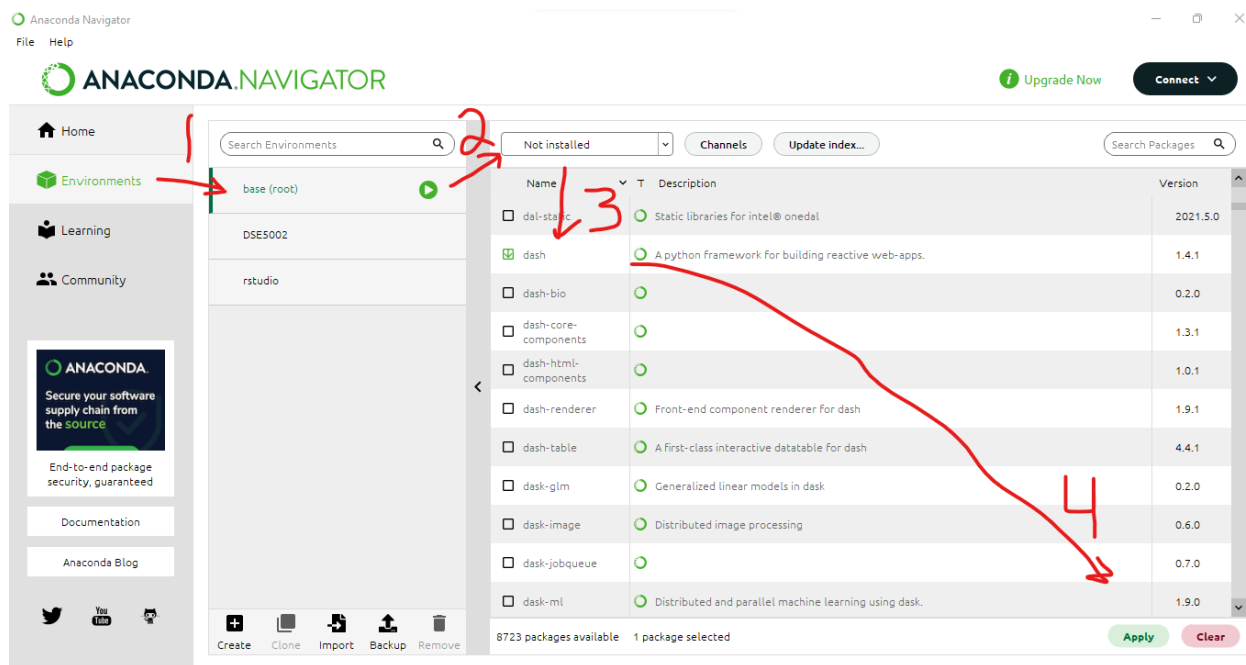 Anaconda Navigator
File Help
ANACONDA.NAVIGATOR
i Upgrade Now
Connect
Home
Environments
Learning
Community
ANACONDA.
Secure your software
supply chain from
the source
End-to-end package
security, guaranteed
Documentation
Anaconda Blog
You
Tube
1
Search Environments
base (root)
DSE5002
rstudio
Create Clone Import Backup Remove
2
Not installed
Channels
Update index...
Search Packages
3
Name T Description Version
dal-static Static libraries for intel® onedal 2021.5.0
dash A python framework for building reactive web-apps. 1.4.1
dash-bio 0.2.0
dash-core-
components 1.3.1
dash-html-
components 1.0.1
dash-renderer Front-end component renderer for dash 1.9.1
dash-table A first-class interactive datatable for dash 4.4.1
dask-glm Generalized linear models in dask 0.2.0
dask-image Distributed image processing 0.6.0
dask-jobqueue 0.7.0
dask-ml Distributed and parallel machine learning using dask. 1.9.0
4
8723 packages available 1 package selected
Apply
Clear